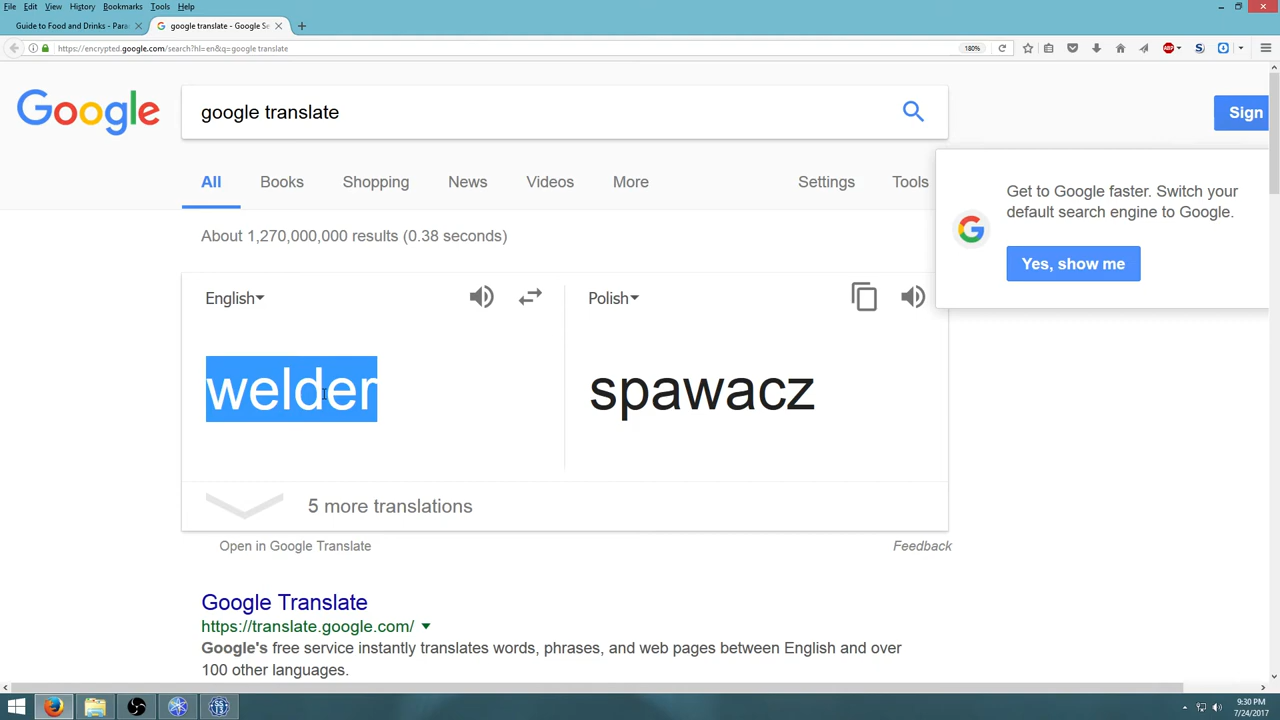 File Edit View History Bookmarks Tools Help
Guide to Food and Drinks - Para
google translate - Google Se
https://encrypted.google.com/search?hl=en&q=google translate
180%
ABP
S
Google
google translate
Sign
All Books Shopping News Videos More Settings Tools
Get to Google faster. Switch your
default search engine to Google.
Yes, show me
About 1,270,000,000 results (0.38 seconds)
English
Polish
welder
spawacz
5 more translations
Open in Google Translate
Feedback
Google Translate
https://translate.google.com/
Google's free service instantly translates words, phrases, and web pages between English and over
100 other languages.
9:30 PM
7/24/2017